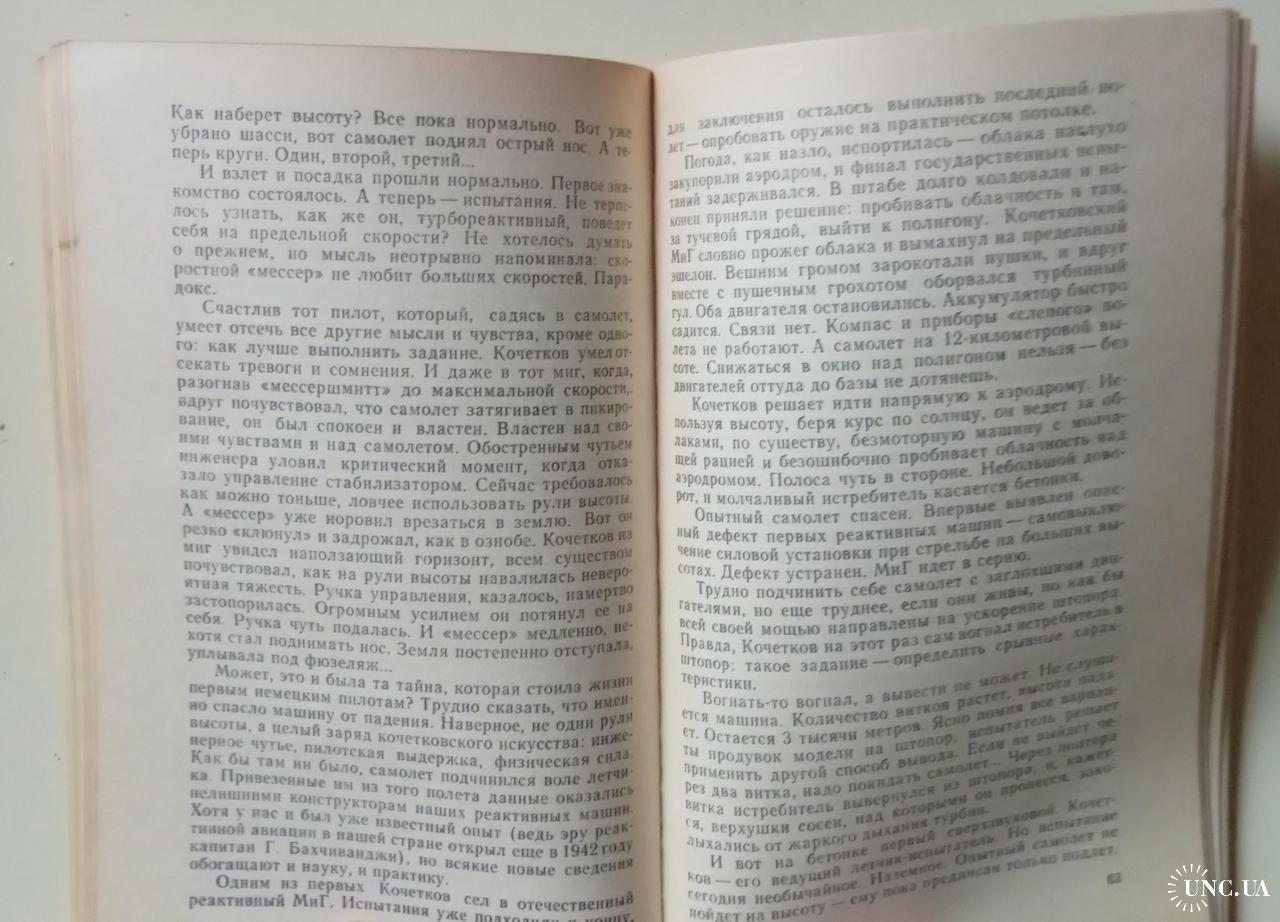 Как наберет высоту? Все пока нормально. Вот уже
убрано шасси, вот самолет поднял острый нос. А те-
перь круги. Один, второй, третий...
И взлет и посадка прошли нормально. Первое зна-
комство состоялось. А теперь — испытания. Не терпе-
лось узнать, как же он, турбореактивный, поведет
себя на предельной скорости? Не хотелось думать
о прежнем, но мысль неотрывно напоминала: ско-
ростной «мессер» не любит больших скоростей. Пара-
докс.
Счастлив тот пилот, который, садясь в самолет,
умеет отсечь все другие мысли и чувства, кроме одно-
го: как лучше выполнить задание. Кочетков умел от-
секать тревоги и сомнения. И даже в тот миг, когда,
разогнав «мессершмитт» до максимальной скорости,
вдруг почувствовал, что самолет затягивает в пикиро-
вание, он был спокоен и властен. Властен над сво-
ими чувствами и над самолетом. Обостренным чутьем
инженера уловил критический момент, когда отка-
зало управление стабилизатором. Сейчас требовалось
как можно тоньше, ловчее использовать рули высоты.
А «мессер» уже норовил врезаться в землю. Вот он
резко «клюнул» и задрожал, как в ознобе. Кочетков на
миг увидел наползающий горизонт, всем существом
почувствовал, как на рули высоты навалилась неверо-
ятная тяжесть. Ручка управления, казалось, намертво
застопорилась. Огромным усилием он потянул ее на
себя. Ручка чуть подалась. И «мессер» медленно, не-
хотя стал поднимать нос. Земля постепенно отступала,
уплывала под фюзеляж...
Может, это и была та тайна, которая стоила жизни
первым немецким пилотам? Трудно сказать, что имен-
но спасло машину от падения. Наверное, не одни рули
высоты, а целый заряд кочетковского искусства: инже-
нерное чутье, пилотская выдержка, физическая сила.
Как бы там ни было, самолет подчинился воле летчи-
ка. Привезенные им из того полета данные оказались
нелишними конструкторам наших реактивных машин.
Хотя у нас и был уже известный опыт (ведь эру реак-
тивной авиации в нашей стране открыл еще в 1942 году
капитан Г. Бахчиванджи), но всякие новые сведения
обогащают и науку, и практику.
Одним из первых Кочетков сел в отечественный
реактивный МиГ. Испытания уже подходили к концу,
для заключения осталось выполнить последний по-
лет — опробовать оружие на практическом потолке.
Погода, как назло, испортилась — облака наглухо
закупорили аэродром, и финал государственных испы-
таний задерживался. В штабе долго колдовали и на-
конец приняли решение: пробивать облачность и там,
за тучевой грядой, выйти к полигону. Кочетковский
МиГ словно прожег облака и вымахнул на предельный
эшелон. Вешним громом зарокотали пушки, и вдруг
вместе с пушечным грохотом оборвался турбинный
гул. Оба двигателя остановились. Аккумулятор быстро
садится. Связи нет. Компас и приборы «слепого» по-
лета не работают. А самолет на 12-километровой вы-
соте. Снижаться в окно над полигоном нельзя — без
двигателей оттуда до базы не дотянешь.
Кочетков решает идти напрямую к аэродрому. Ис-
пользуя высоту, беря курс по солнцу, он ведет за об-
лаками, по существу, безмоторную машину с молча-
щей рацией и безошибочно пробивает облачность над
аэродромом. Полоса чуть в стороне. Небольшой дово-
рот, и молчаливый истребитель касается бетонки.
Опытный самолет спасен. Впервые выявлен опас-
ный дефект первых реактивных машин — самовыклю-
чение силовой установки при стрельбе на больших вы-
сотах. Дефект устранен. МиГ идет в серию.
Трудно подчинить себе самолет с заглохшими дви-
гателями, но еще труднее, если они живы, но как бы
всей своей мощью направлены на ускорение штопора.
Правда, Кочетков на этот раз сам вогнал истребитель в
штопор: такое задание — определить срывные харак-
теристики.
Вогнать-то вогнал, а вывести не может. Не слуша-
ется машина. Количество витков растет, высота пада-
ет. Остается 3 тысячи метров. Ясно помня все вариан-
ты продувок модели на штопор, испытатель решает
применить другой способ вывода. Если не выйдет че-
рез два витка, надо покидать самолет... Через полтора
витка истребитель вывернулся из штопора, и, кажет-
ся, верхушки сосен, над которыми он пронесся, зако-
лыхались от жаркого дыхания турбин.
И вот на бетонке первый сверхзвуковой. Кочет-
ков — его ведущий летчик-испытатель. Но испытание
сегодня необычайное. Наземное. Опытный самолет не
пойдет на высоту — ему пока предписан только подлет.
63
UNC.UA